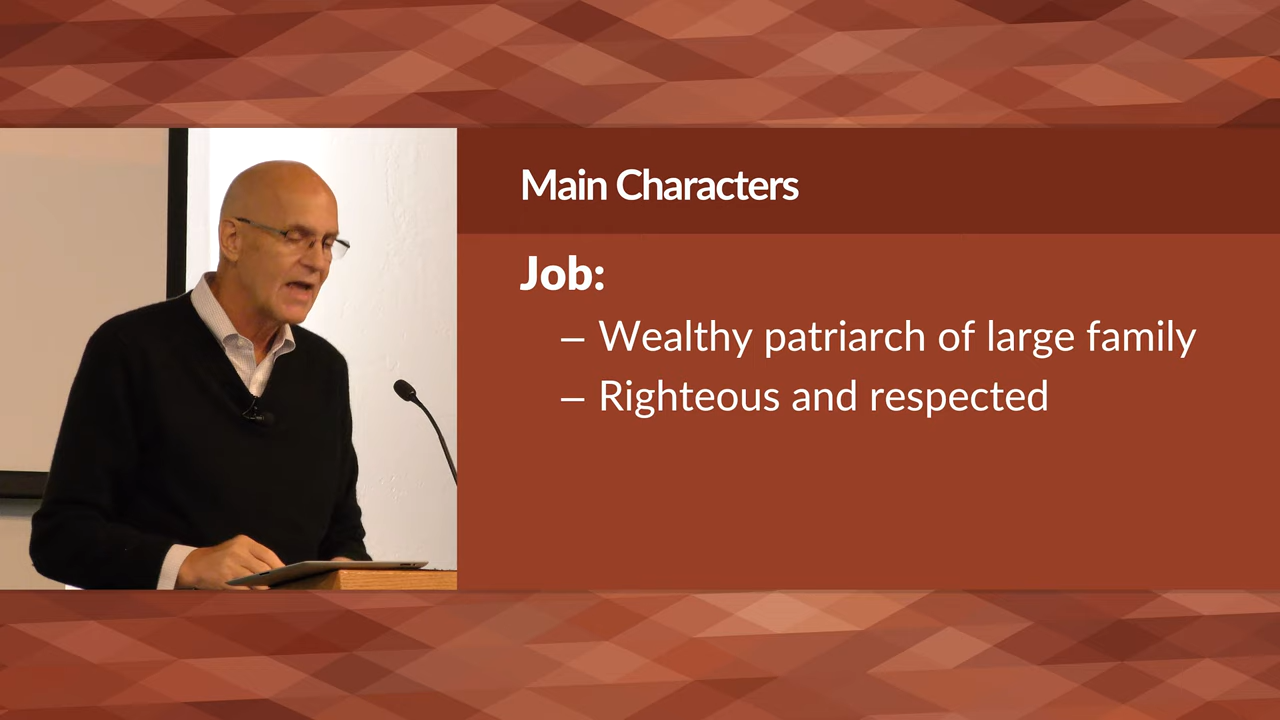 Main Characters
Job:
– Wealthy patriarch of large family
– Righteous and respected